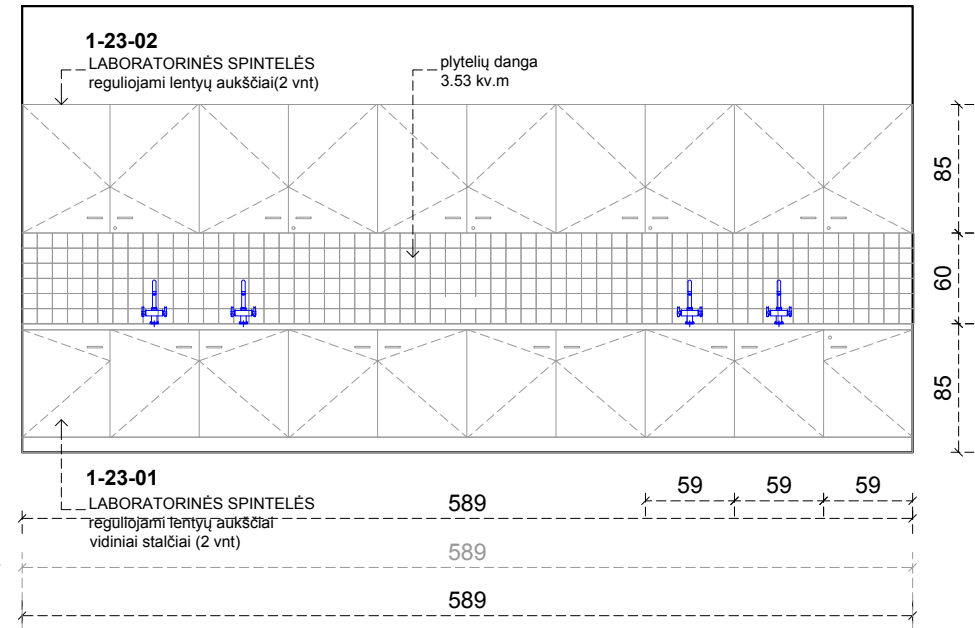 1-23-02
LABORATORINĖS SPINTELĖS
reguliojami lentyų aukščiai(2 vnt)
plytelių danga
3.53 kv.m
85
60
85
1-23-01
LABORATORINĖS SPINTELĖS
reguliojami lentyų aukščiai
vidiniai stalčiai (2 vnt)
59
59
59
589
589
589